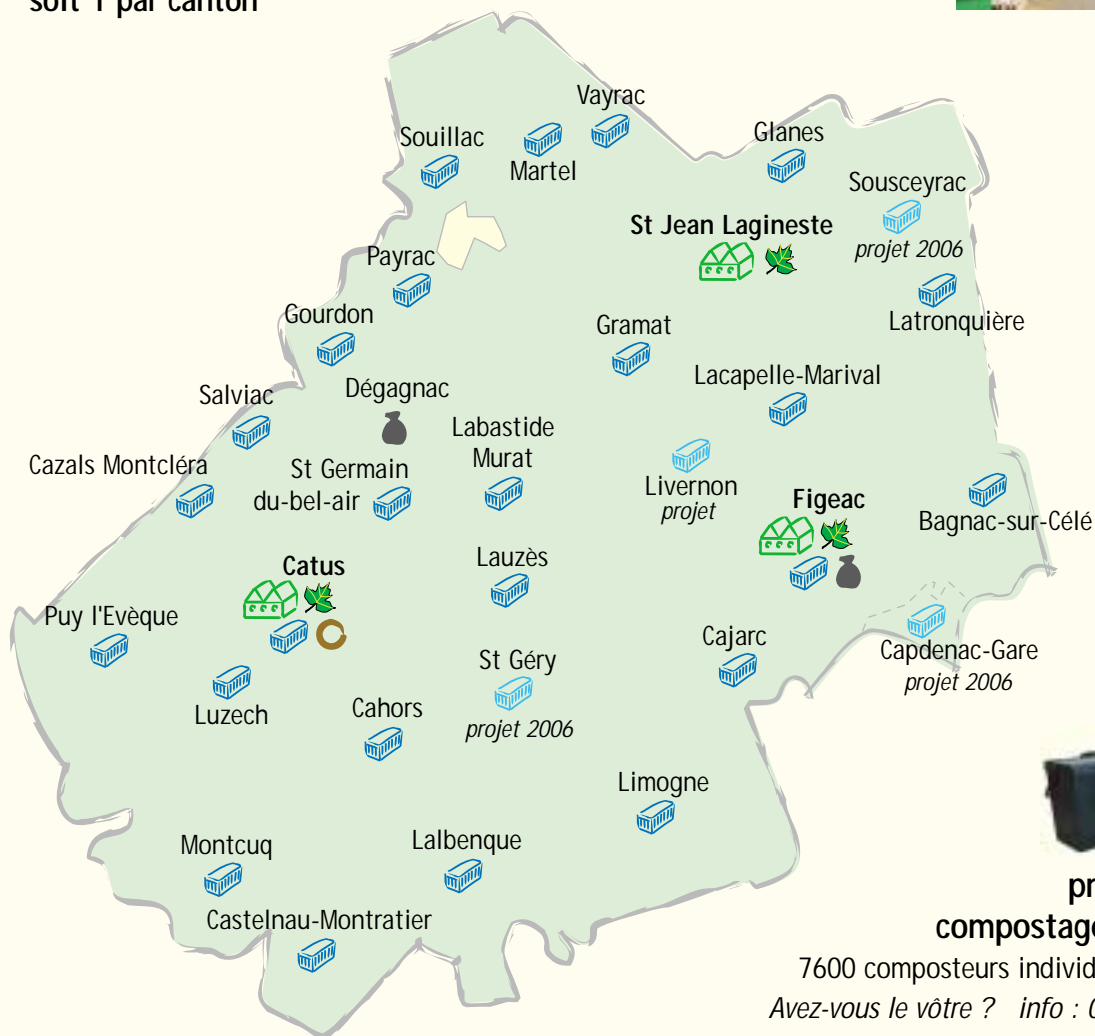 soit 1 par canton
Vayrac
Souillac
Martel
Glanes
Sousceyrac
projet 2006
St Jean Lagineste
Payrac
Latronquière
Gourdon
Gramat
Lacapelle-Marival
Salviac
Dégagnac
Labastide
Murat
Cazals Montcléra
St Germain
du-bel-air
Livernon
projet
Figeac
Bagnac-sur-Célé
Catus
Lauzès
Puy l'Evèque
Cajarc
Capdenac-Gare
projet 2006
St Géry
projet 2006
Luzech
Cahors
Limogne
Montcuq
Lalbenque
Castelnau-Montratier
compostage
7600 composteurs individ
Avez-vous le vôtre ? info : 0